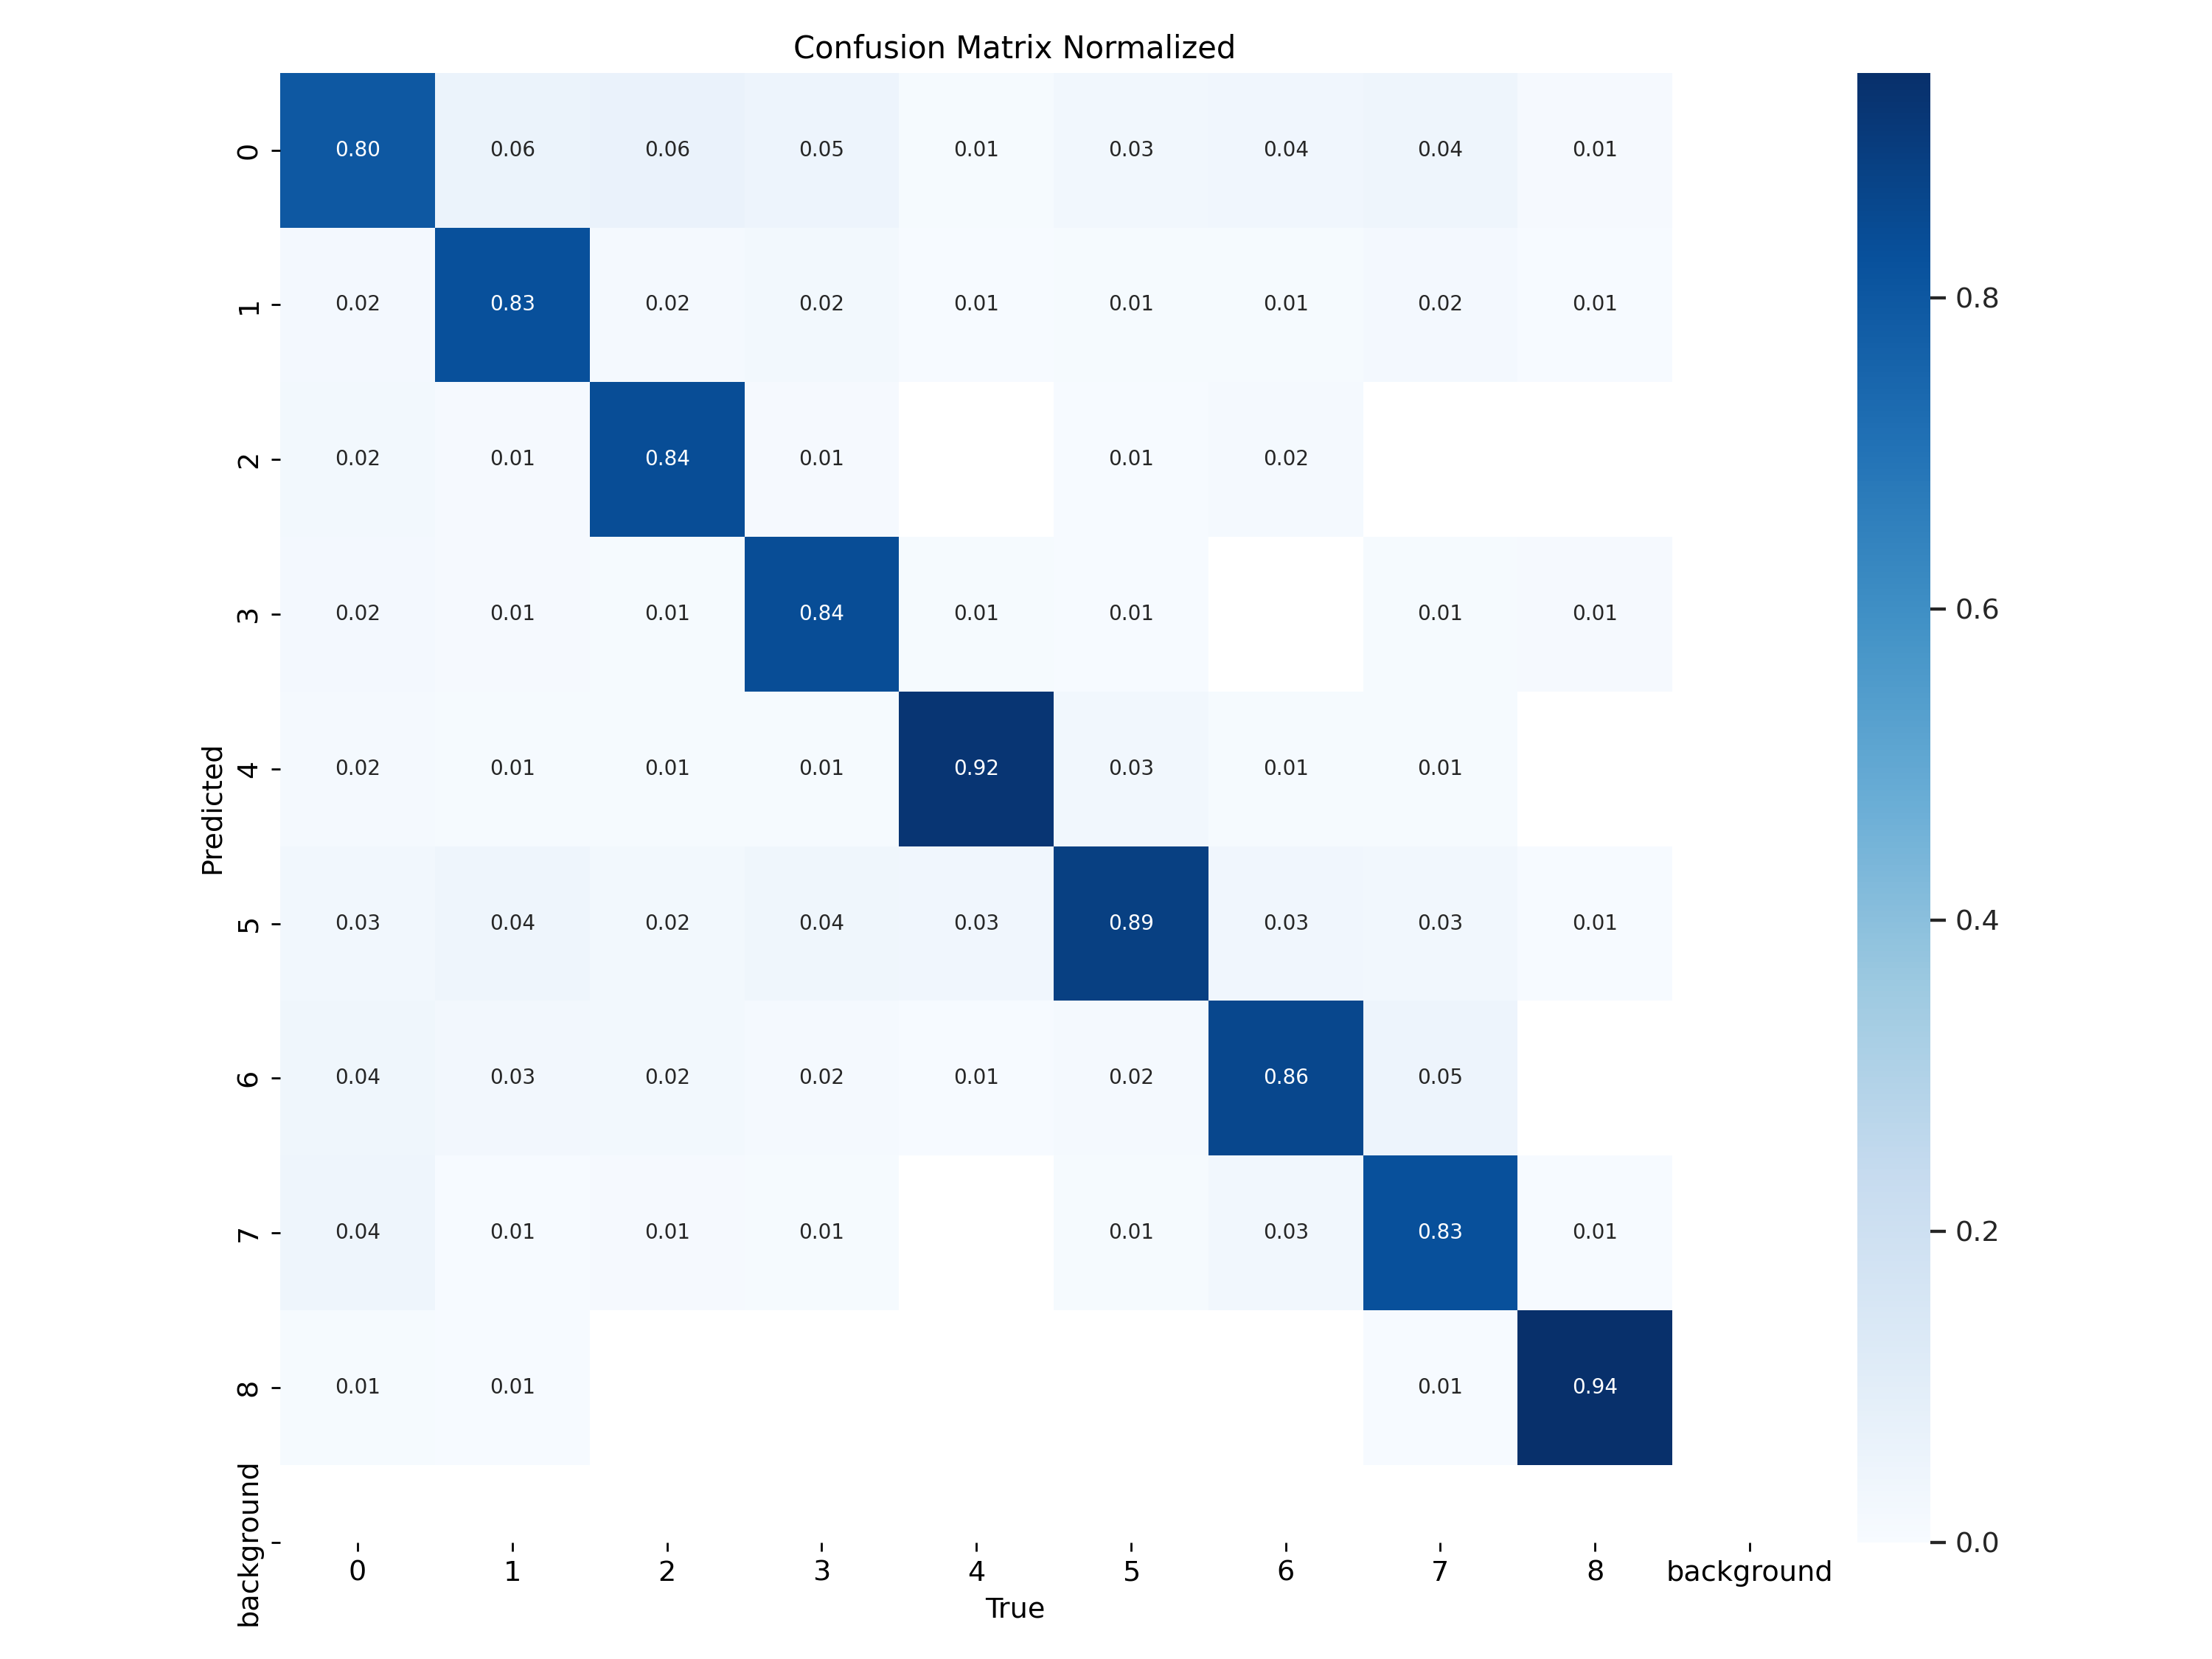 Confusion Matrix Normalized
0 0.80 0.06 0.06 0.05 0.01 0.03 0.04 0.04 0.01
1 0.02 0.83 0.02 0.02 0.01 0.01 0.01 0.02 0.01
2 0.02 0.01 0.84 0.01 0.01 0.02
3 0.02 0.01 0.01 0.84 0.01 0.01 0.01 0.01
4 0.02 0.01 0.01 0.01 0.92 0.03 0.01 0.01
5 0.03 0.04 0.02 0.04 0.03 0.89 0.03 0.03 0.01
6 0.04 0.03 0.02 0.02 0.01 0.02 0.86 0.05
7 0.04 0.01 0.01 0.01 0.01 0.03 0.83 0.01
8 0.01 0.01 0.01 0.94
background
Predicted
0 1 2 3 4 5 6 7 8 background
True
0.8
0.6
0.4
0.2
0.0